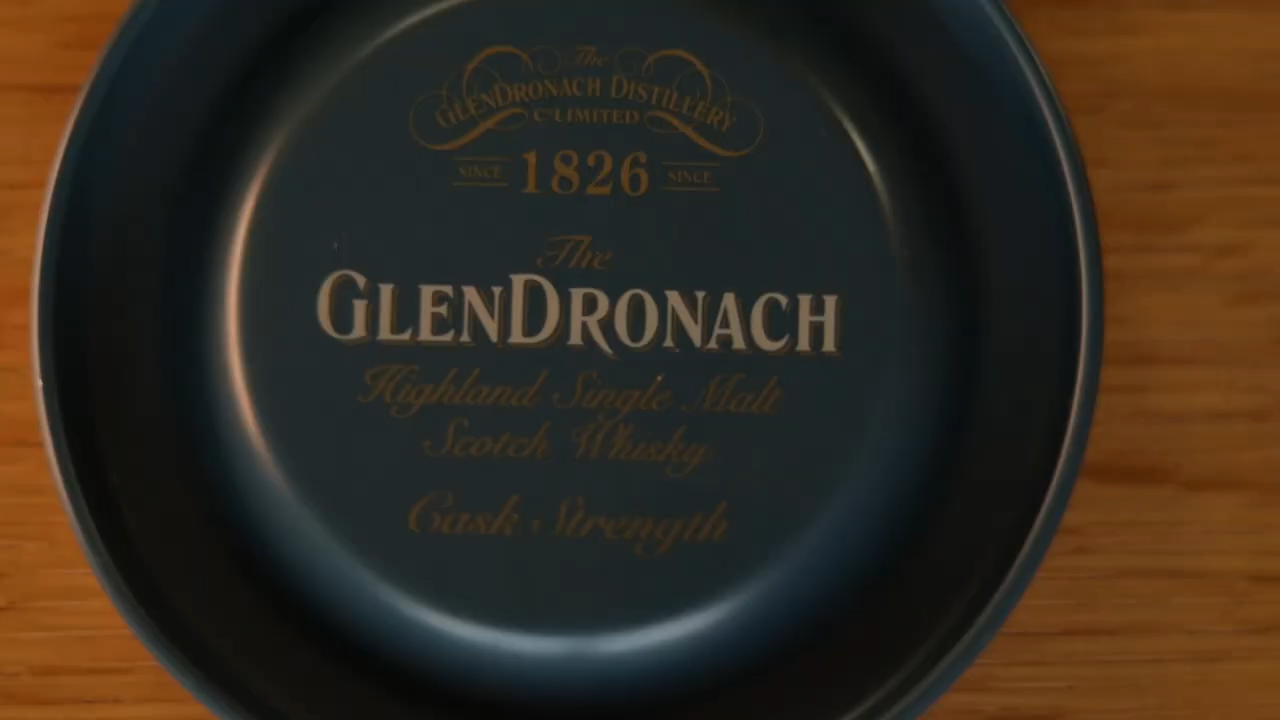 The
GLENDRONACH DISTILLERY
Cº LIMITED
SINCE 1826 SINCE
The
GLENDRONACH
Highland Single Malt
Scotch Whisky
Cask Strength